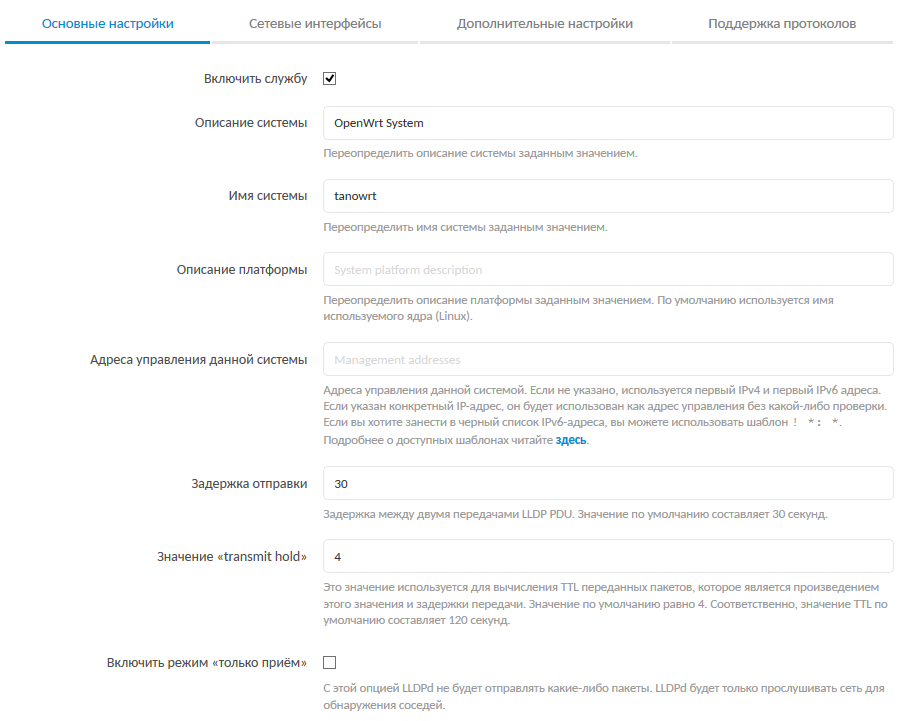 Основные настройки Сетевые интерфейсы Дополнительные настройки Поддержка протоколов
Включить службу
Описание системы OpenWrt System
Переопределить описание системы заданным значением.
Имя системы tanowrt
Переопределить имя системы заданным значением.
Описание платформы System platform description
Переопределить описание платформы заданным значением. По умолчанию используется имя
используемого ядра (Linux).
Адреса управления данной системы Management addresses
Адреса управления данной системой. Если не указано, используется первый IPv4 и первый IPv6 адреса.
Если указан конкретный IP-адрес, он будет использован как адрес управления без какой-либо проверки.
Если вы хотите занести в черный список IPv6-адреса, вы можете использовать шаблон ! *: *.
Подробнее о доступных шаблонах читайте здесь.
Задержка отправки 30
Задержка между двумя передачами LLDP PDU. Значение по умолчанию составляет 30 секунд.
Значение «transmit hold» 4
Это значение используется для вычисления TTL переданных пакетов, которое является произведением
этого значения и задержки передачи. Значение по умолчанию равно 4. Соответственно, значение TTL по
умолчанию составляет 120 секунд.
Включить режим «только приём»
С этой опцией LLDPd не будет отправлять какие-либо пакеты. LLDPd будет только прослушивать сеть для
обнаружения соседей.